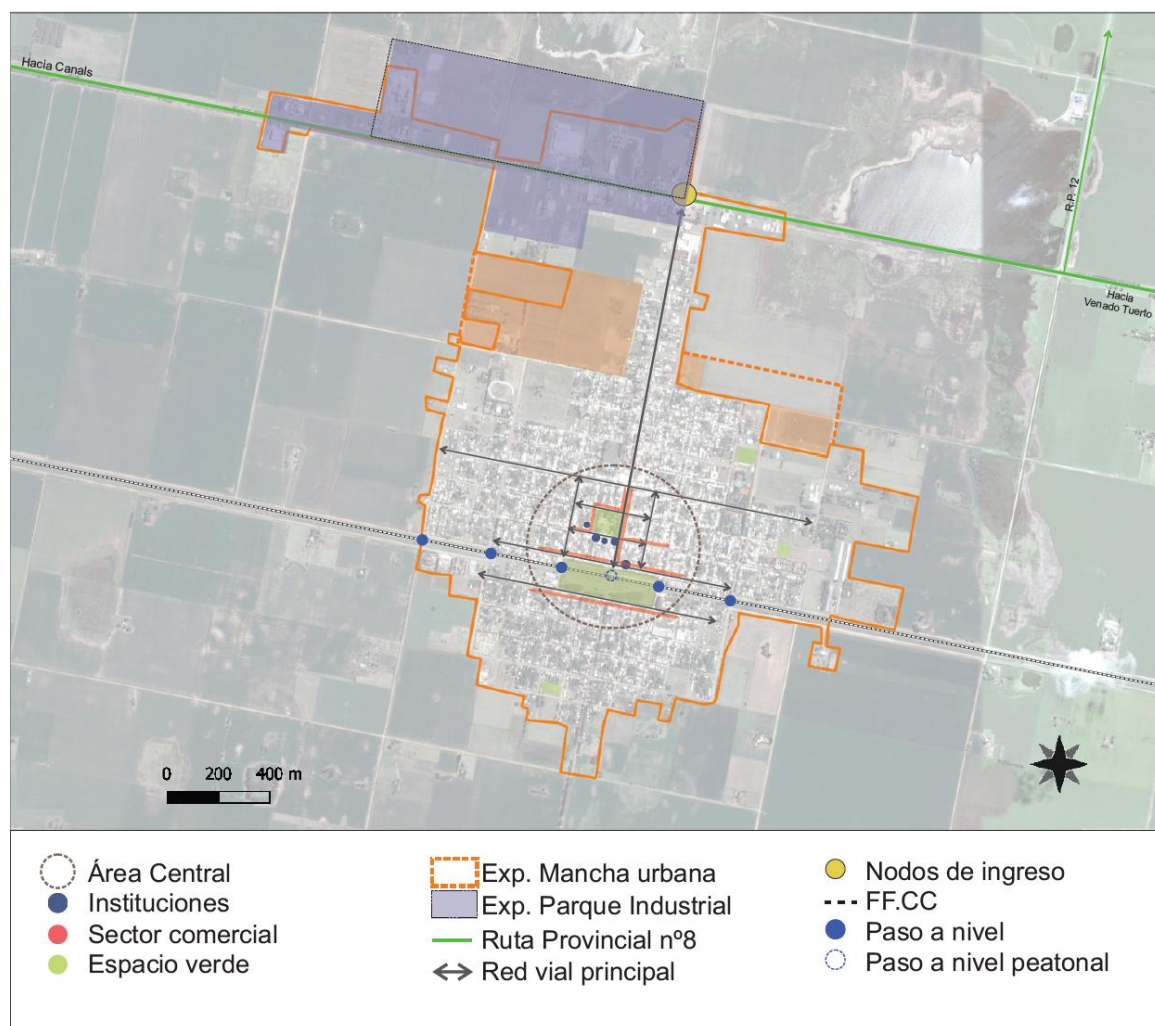 Hacia Canals
R.P. 12
Hacia
Venado Tuerto
0 200 400 m
Área Central
Instituciones
Sector comercial
Espacio verde
Exp. Mancha urbana
Exp. Parque Industrial
Ruta Provincial nº8
Red vial principal
Nodos de ingreso
FF.CC
Paso a nivel
Paso a nivel peatonal